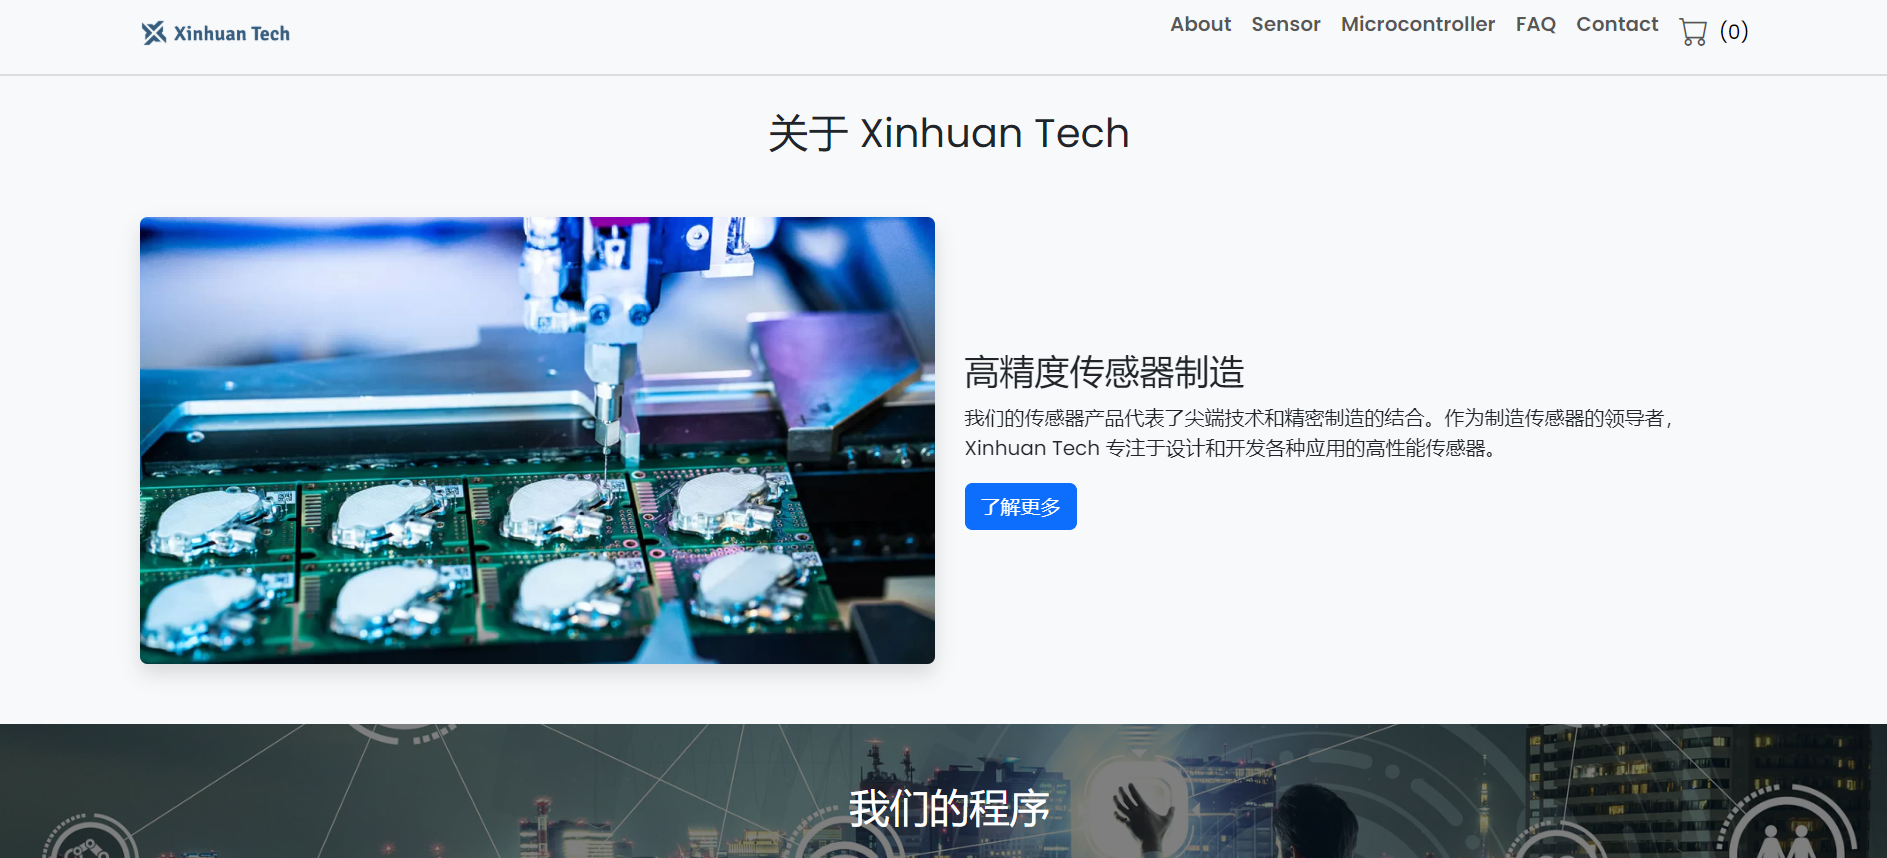 Xinhuan Tech
About Sensor Microcontroller FAQ Contact (0)
关于 Xinhuan Tech
高精度传感器制造
我们的传感器产品代表了尖端技术和精密制造的结合。作为制造传感器的领导者，
Xinhuan Tech 专注于设计和开发各种应用的高性能传感器。
了解更多
我们的程序